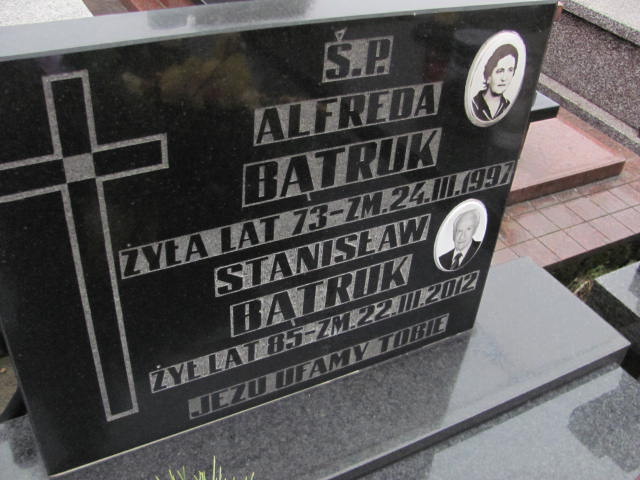 Ś.P.
ALFREDA
BĄTRUK
ŻYŁA LAT 73-ZM.24.III.1997
STANISŁAW
BĄTRUK
ŻYŁ LAT 85-ZM.22.III.2012
JEZU UFAMY TOBIE